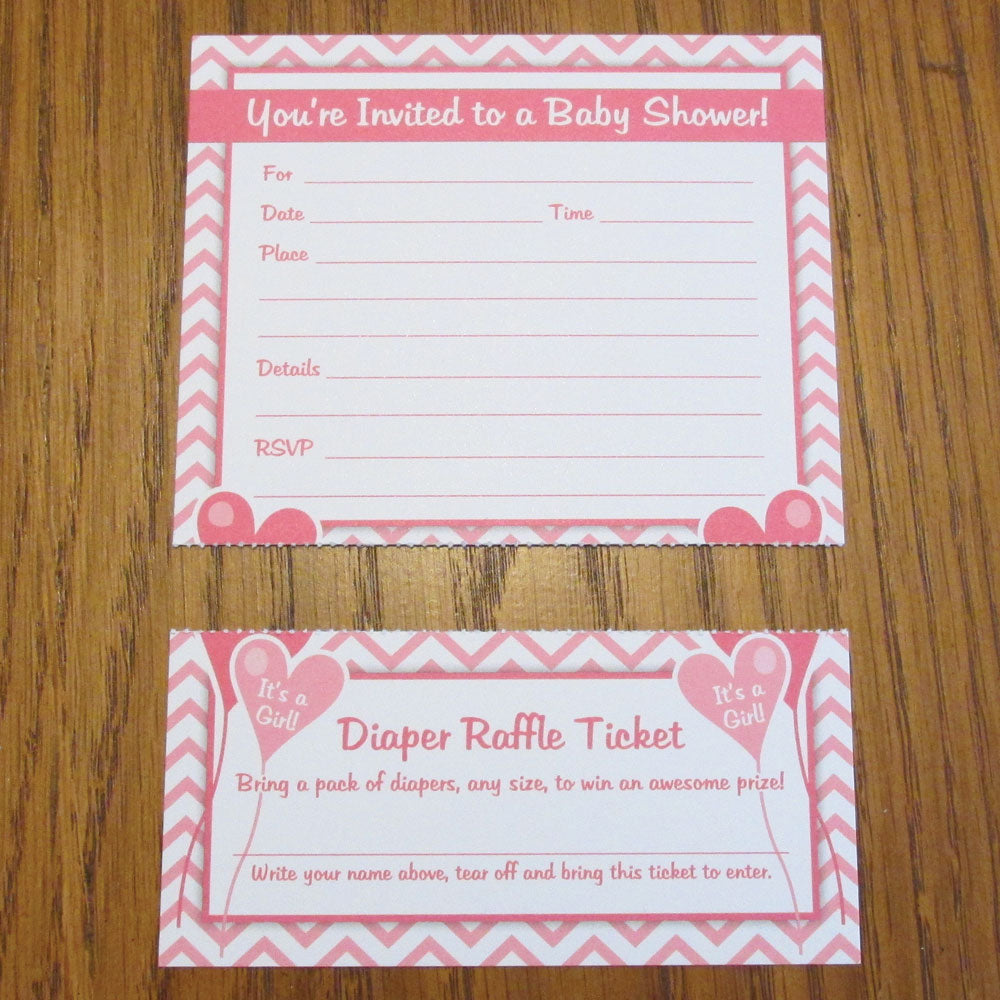 You're Invited to a Baby Shower!
For
Date Time
Place
Details
RSVP
It's a
Girl!
It's a
Girl!
Diaper Raffle Ticket
Bring a pack of diapers, any size, to win an awesome prize!
Write your name above, tear off and bring this ticket to enter.